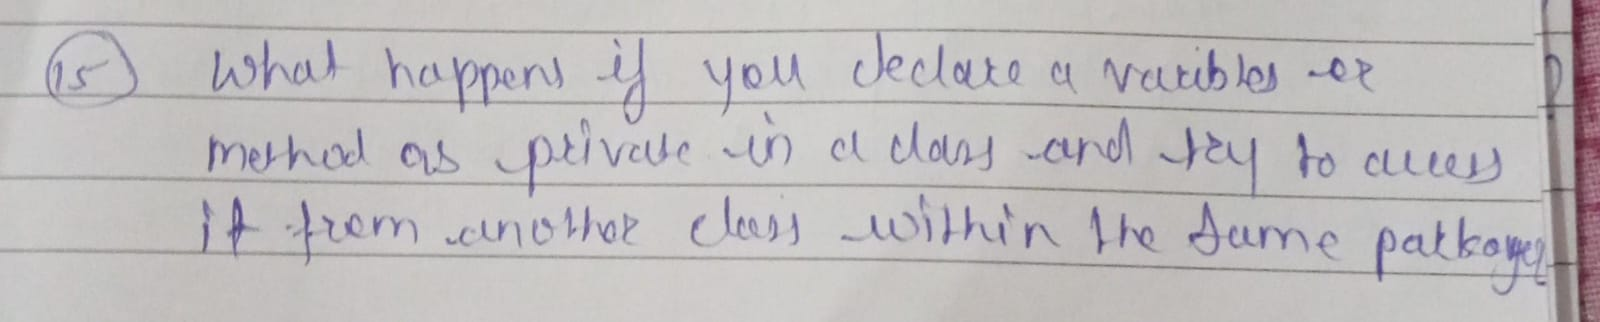 15 What happens if you declare a varibles or
method as private in a class and try to access
it from another class within the same package?